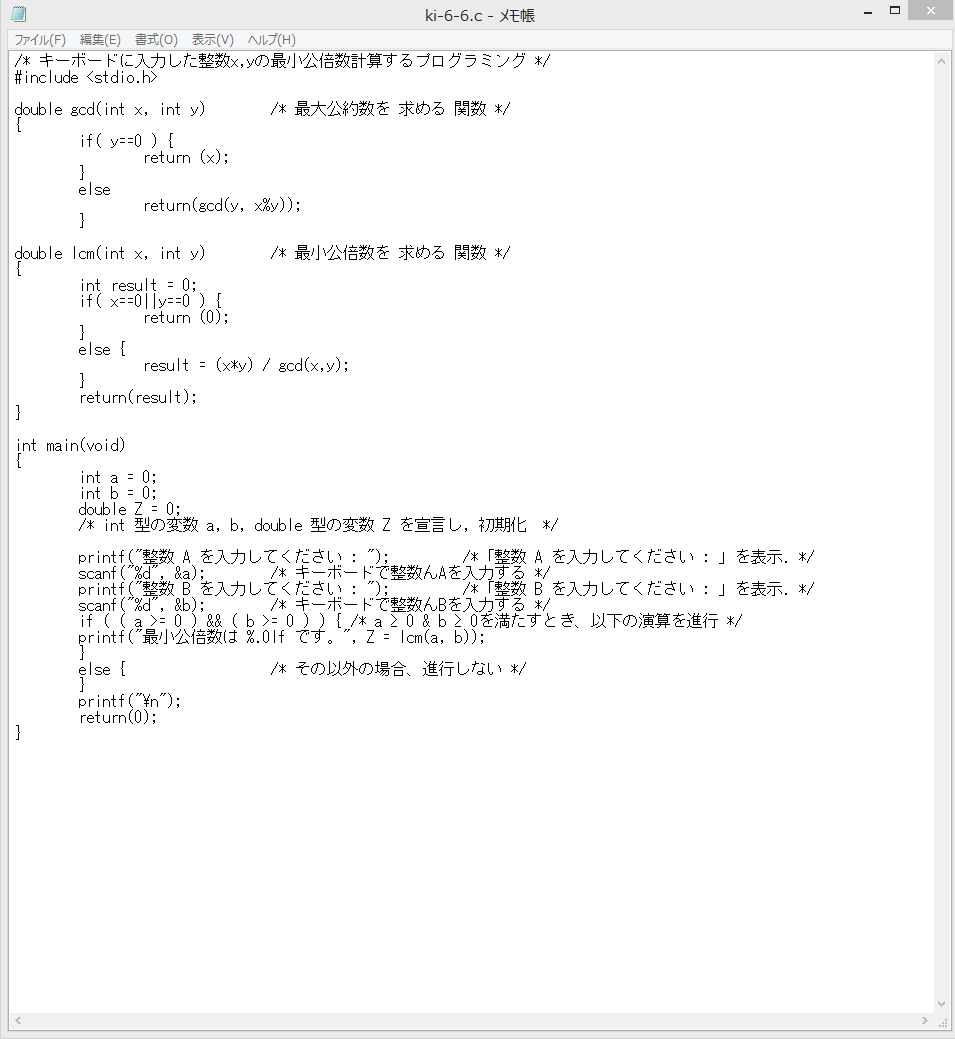 ki-6-6.c - メモ帳
ファイル(F) 編集(E) 書式(O) 表示(V) ヘルプ(H)
/* キーボードに入力した整数x,yの最小公倍数計算するプログラミング */
#include <stdio.h>

double gcd(int x, int y)        /* 最大公約数を 求める 関数 */
{
        if( y==0 ) {
                return (x);
        }
        else
                return(gcd(y, x%y));
        }

double lcm(int x, int y)        /* 最小公倍数を 求める 関数 */
{
        int result = 0;
        if( x==0||y==0 ) {
                return (0);
        }
        else {
                result = (x*y) / gcd(x,y);
        }
        return(result);
}

int main(void)
{
        int a = 0;
        int b = 0;
        double Z = 0;
        /* int 型の変数 a, b, double 型の変数 Z を宣言し, 初期化  */

        printf("整数 A を入力してください : ");         /*「整数 A を入力してください : 」を表示. */
        scanf("%d", &a);        /* キーボードで整数んAを入力する */
        printf("整数 B を入力してください : ");         /*「整数 B を入力してください : 」を表示. */
        scanf("%d", &b);        /* キーボードで整数んBを入力する */
        if ( ( a >= 0 ) && ( b >= 0 ) ) { /* a ≥ 0 & b ≥ 0を満たすとき、以下の演算を進行 */
        printf("最小公倍数は %.0lf です。", Z = lcm(a, b));
        }
        else {                  /* その以外の場合、進行しない */
        }
        printf("¥n");
        return(0);
}